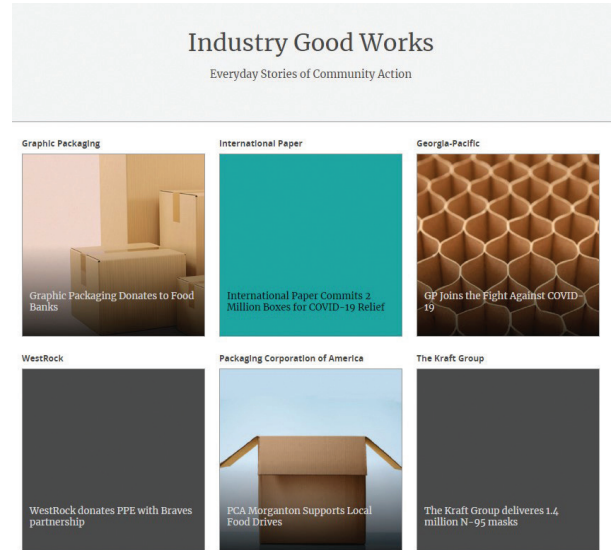 Industry Good Works
Everyday Stories of Community Action
Graphic Packaging
International Paper
Georgia-Pacific
Graphic Packaging Donates to Food
Banks
International Paper Commits 2
Million Boxes for COVID-19 Relief
GP Joins the Fight Against COVID-
19
WestRock
Packaging Corporation of America
The Kraft Group
WestRock donates PPE with Braves
partnership
PCA Morganton Supports Local
Food Drives
The Kraft Group deliveres 1.4
million N-95 masks